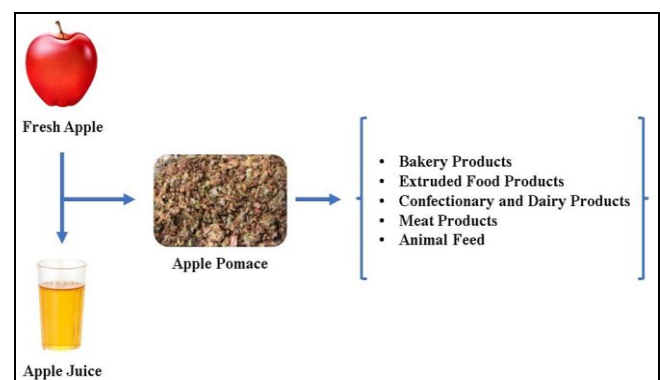 Fresh Apple
Apple Pomace
• Bakery Products
• Extruded Food Products
• Confectionary and Dairy Products
• Meat Products
• Animal Feed
Apple Juice